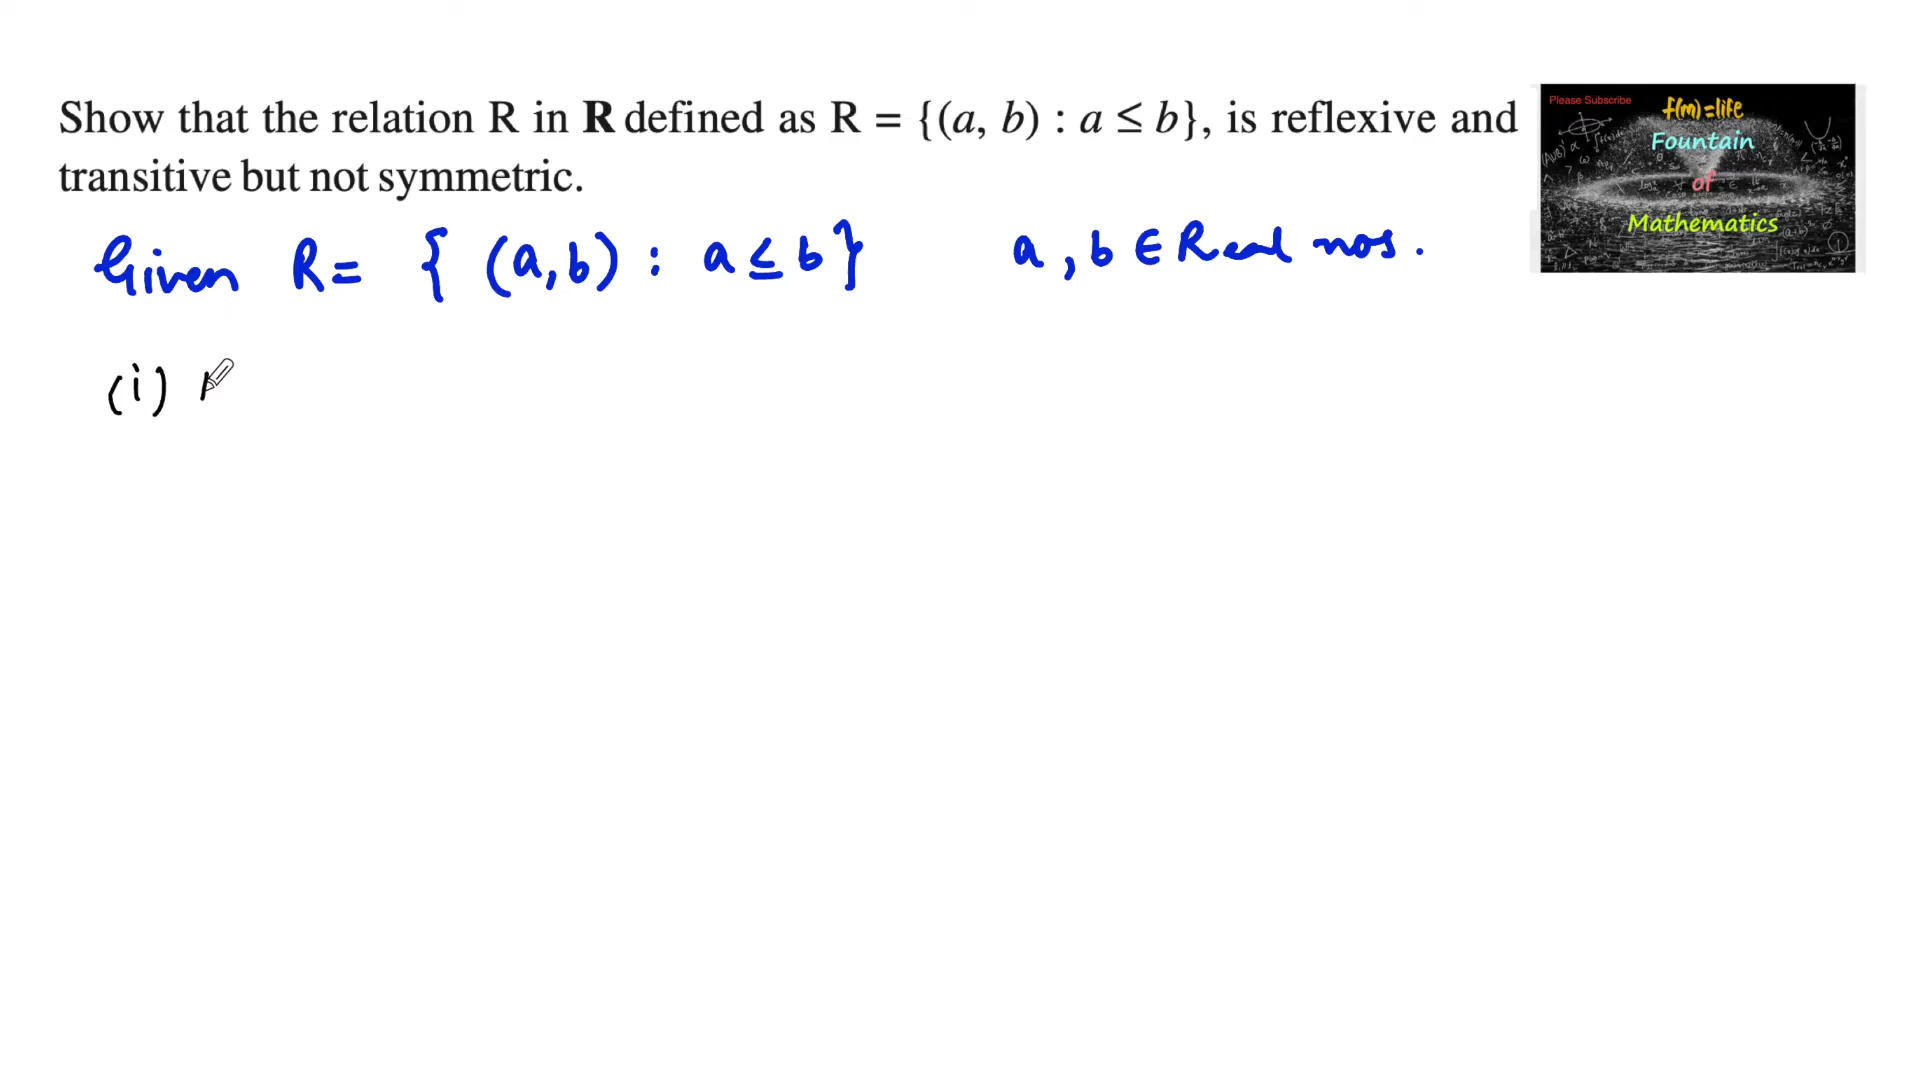 Show that the relation R in R defined as R = {(a, b) : a ≤ b}, is reflexive and
transitive but not symmetric.
Please Subscribe
f(m)=life
Fountain
of
Mathematics
Given R= { (a,b) : a ≤ b} a , b ∈ Real nos.
(i)